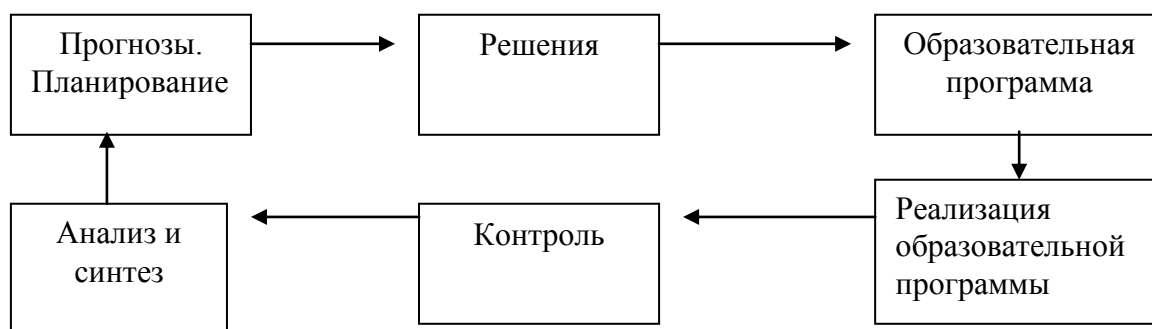 Прогнозы.
Планирование
Решения
Образовательная
программа
Реализация
образовательной
программы
Контроль
Анализ и
синтез